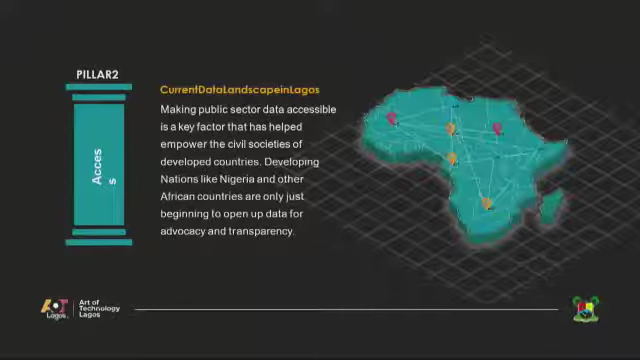 PILLAR2
Acces
s
CurrentDataLandscapeinLagos
Making public sector data accessible
is a key factor that has helped
empower the civil societies of
developed countries. Developing
Nations like Nigeria and other
African countries are only just
beginning to open up data for
advocacy and transparency.
AOT
Lagos
Art of
Technology
Lagos